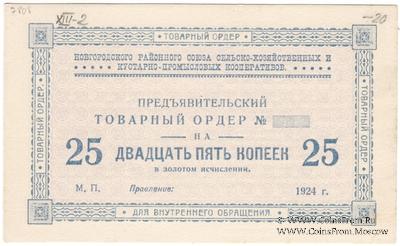 XIII-2
—20
ТОВАРНЫЙ ОРДЕР
НОВГОРОДСКОГО РАЙОННОГО СОЮЗА СЕЛЬСКО-ХОЗЯЙСТВЕННЫХ И
КУСТАРНО-ПРОМЫСЛОВЫХ КООПЕРАТИВОВ.
ТОВАРНЫЙ ОРДЕР.
ТОВАРНЫЙ ОРДЕР.
ПРЕДЪЯВИТЕЛЬСКИЙ
ТОВАРНЫЙ ОРДЕР №
НА
25 ДВАДЦАТЬ ПЯТЬ КОПЕЕК 25
в золотом исчислении.
М. П. Правление: 1924 г.
ДЛЯ ВНУТРЕННЕГО ОБРАЩЕНИЯ.
© www.CoinsFrom.Ru
www.CoinsFrom.Moscow